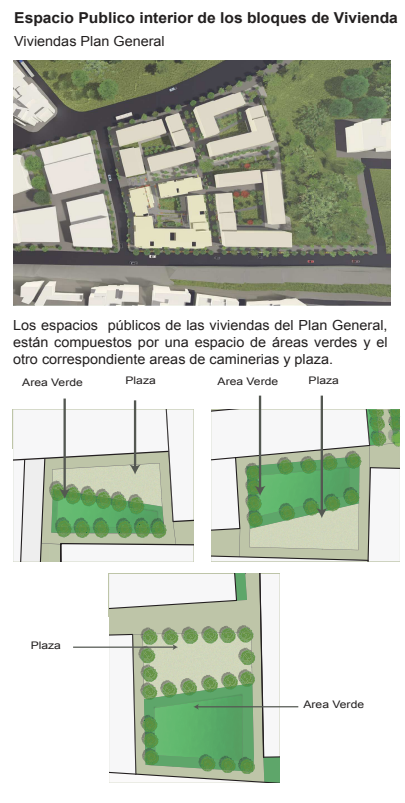 Espacio Publico interior de los bloques de Vivienda
Viviendas Plan General
Los espacios públicos de las viviendas del Plan General,
están compuestos por una espacio de áreas verdes y el
otro correspondiente areas de caminerias y plaza.
Area Verde Plaza
Area Verde Plaza
Plaza
Area Verde